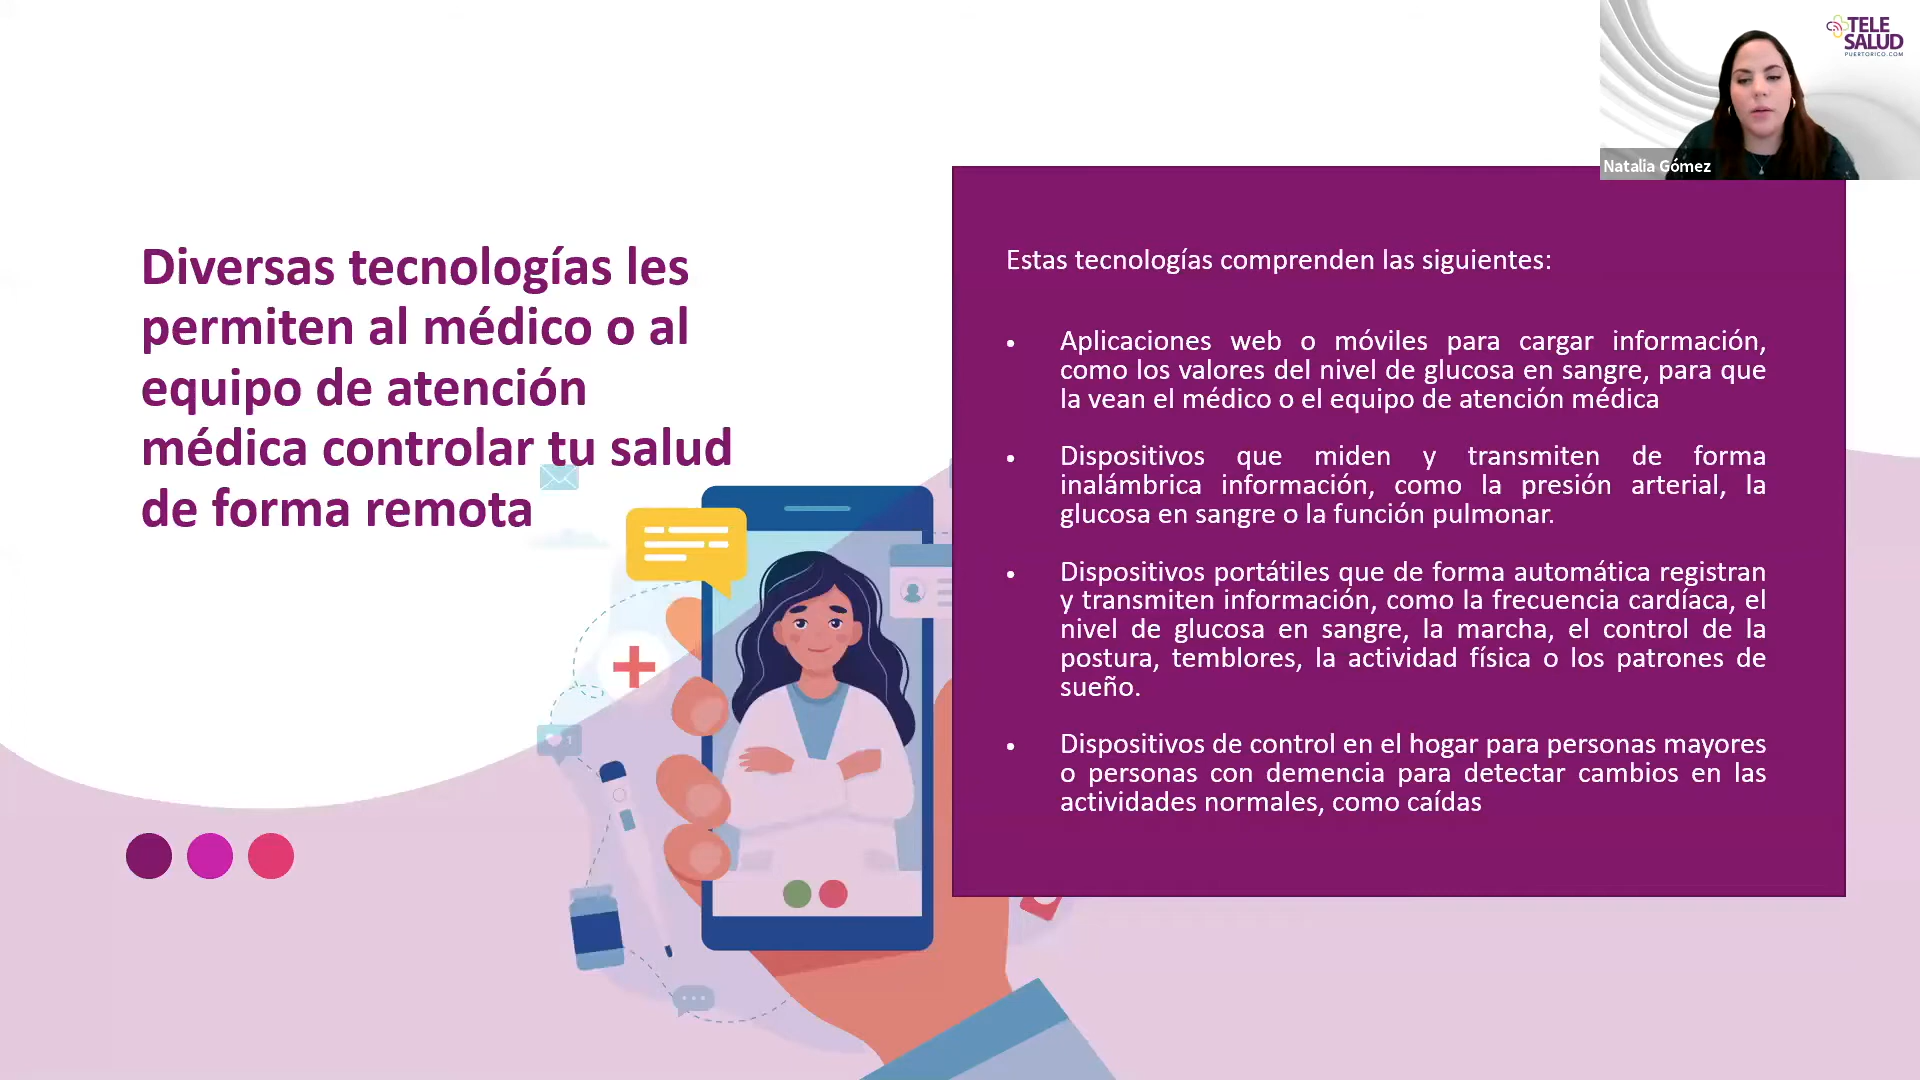 TELE
SALUD
PUERTORICO.COM
Natalia Gómez
Diversas tecnologías les
permiten al médico o al
equipo de atención
médica controlar tu salud
de forma remota
Estas tecnologías comprenden las siguientes:
• Aplicaciones web o móviles para cargar información,
como los valores del nivel de glucosa en sangre, para que
la vean el médico o el equipo de atención médica
• Dispositivos que miden y transmiten de forma
inalámbrica información, como la presión arterial, la
glucosa en sangre o la función pulmonar.
• Dispositivos portátiles que de forma automática registran
y transmiten información, como la frecuencia cardíaca, el
nivel de glucosa en sangre, la marcha, el control de la
postura, temblores, la actividad física o los patrones de
sueño.
• Dispositivos de control en el hogar para personas mayores
o personas con demencia para detectar cambios en las
actividades normales, como caídas
1